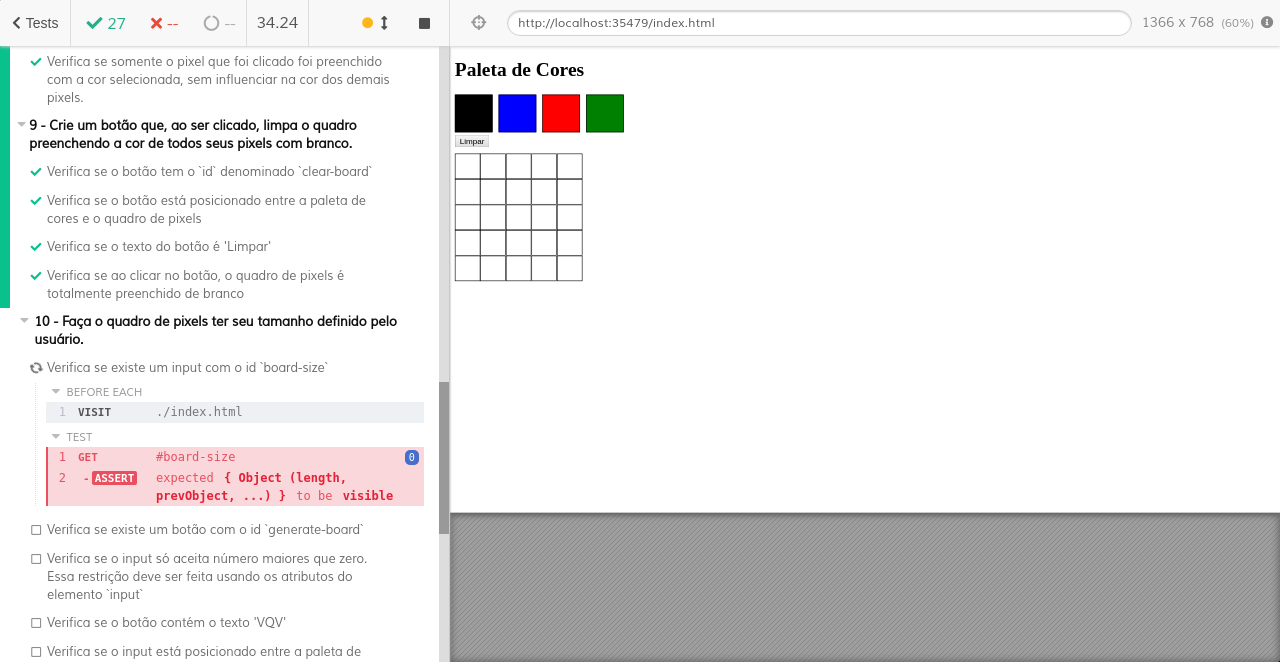 Tests
27
--
--
34.24
http://localhost:35479/index.html
1366 x 768 (60%)
Verifica se somente o pixel que foi clicado foi preenchido
com a cor selecionada, sem influenciar na cor dos demais
pixels.
9 - Crie um botão que, ao ser clicado, limpa o quadro
preenchendo a cor de todos seus pixels com branco.
Verifica se o botão tem o `id` denominado `clear-board`
Verifica se o botão está posicionado entre a paleta de
cores e o quadro de pixels
Verifica se o texto do botão é 'Limpar'
Verifica se ao clicar no botão, o quadro de pixels é
totalmente preenchido de branco
10 - Faça o quadro de pixels ter seu tamanho definido pelo
usuário.
Verifica se existe um input com o id `board-size`
BEFORE EACH
1 VISIT ./index.html
TEST
1 GET #board-size 0
2 -ASSERT expected { Object (length,
prevObject, ...) } to be visible
Verifica se existe um botão com o id `generate-board`
Verifica se o input só aceita número maiores que zero.
Essa restrição deve ser feita usando os atributos do
elemento `input`
Verifica se o botão contém o texto 'VQV'
Verifica se o input está posicionado entre a paleta de
Paleta de Cores
Limpar